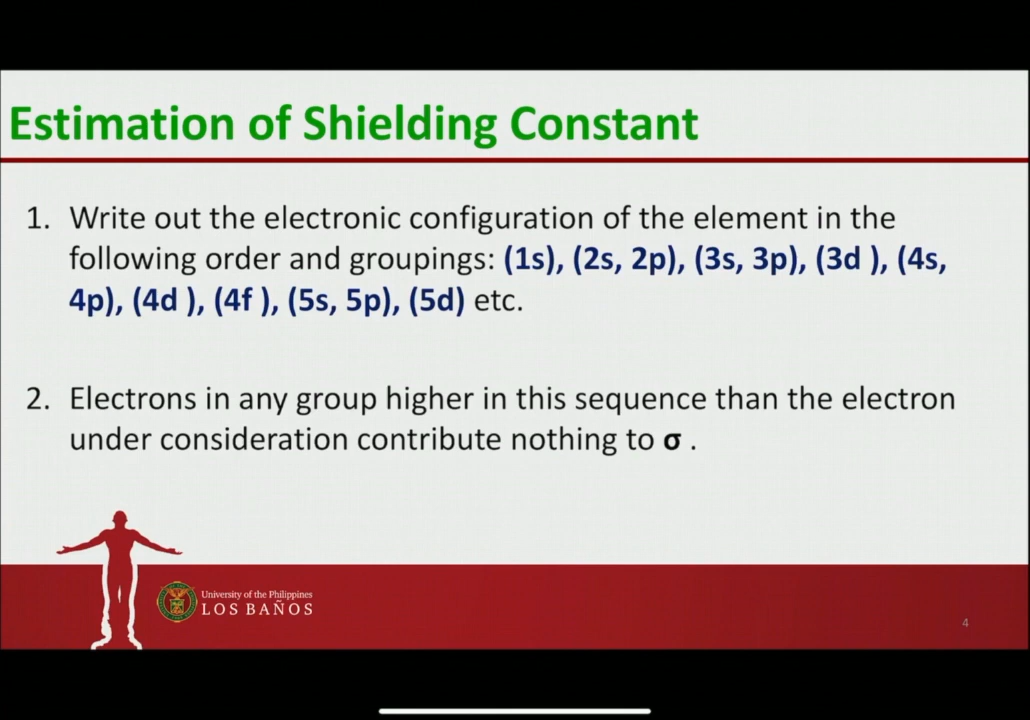 Estimation of Shielding Constant
1. Write out the electronic configuration of the element in the
following order and groupings: (1s), (2s, 2p), (3s, 3p), (3d ), (4s,
4p), (4d ), (4f ), (5s, 5p), (5d) etc.
2. Electrons in any group higher in this sequence than the electron
under consideration contribute nothing to σ .
University of the Philippines
LOS BAÑOS
4